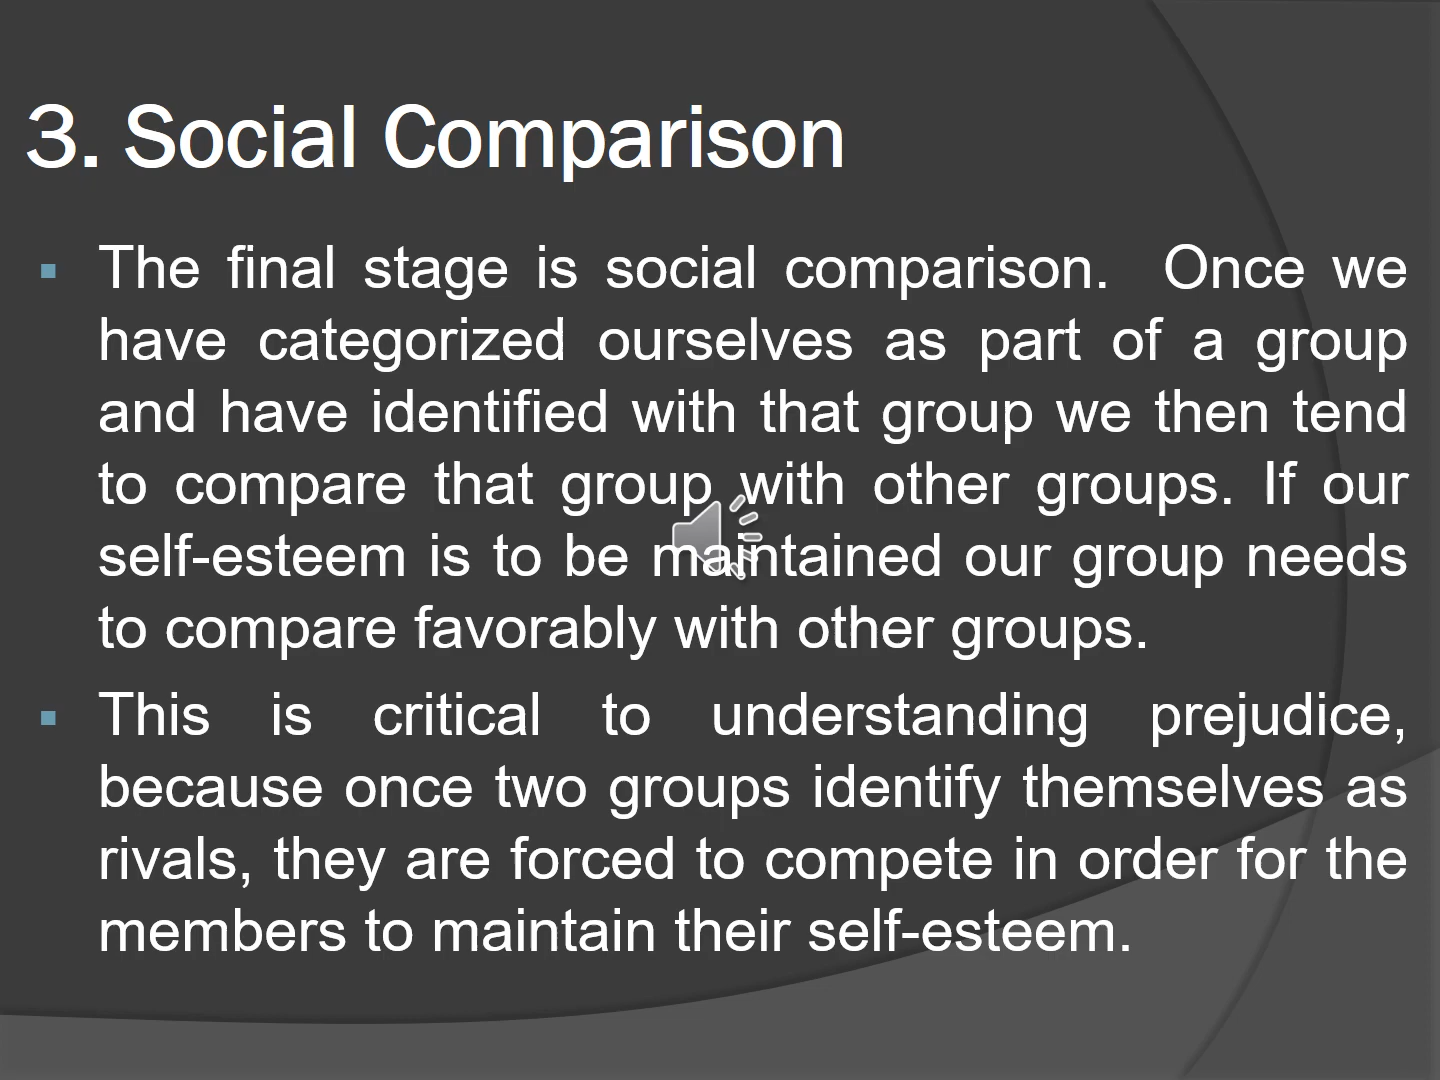 3. Social Comparison
The final stage is social comparison. Once we
have categorized ourselves as part of a group
and have identified with that group we then tend
to compare that group with other groups. If our
self-esteem is to be maintained our group needs
to compare favorably with other groups.
This is critical to understanding prejudice,
because once two groups identify themselves as
rivals, they are forced to compete in order for the
members to maintain their self-esteem.